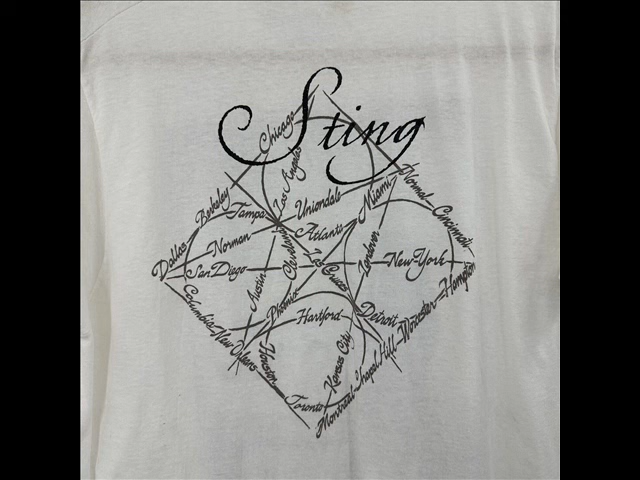 Sting
Chicago
Los Angeles
Berkeley
Tampa
Uniondale
Miami
Normal
Cincinnati
Dallas
Norman
Atlanta
Cleveland
San Diego
Las Cruces
Landover
New York
Austin
Phoenix
Columbia
Hartford
Detroit
Worcester
Hampton
New Orleans
Houston
Kansas City
Chapel Hill
Toronto
Montreal